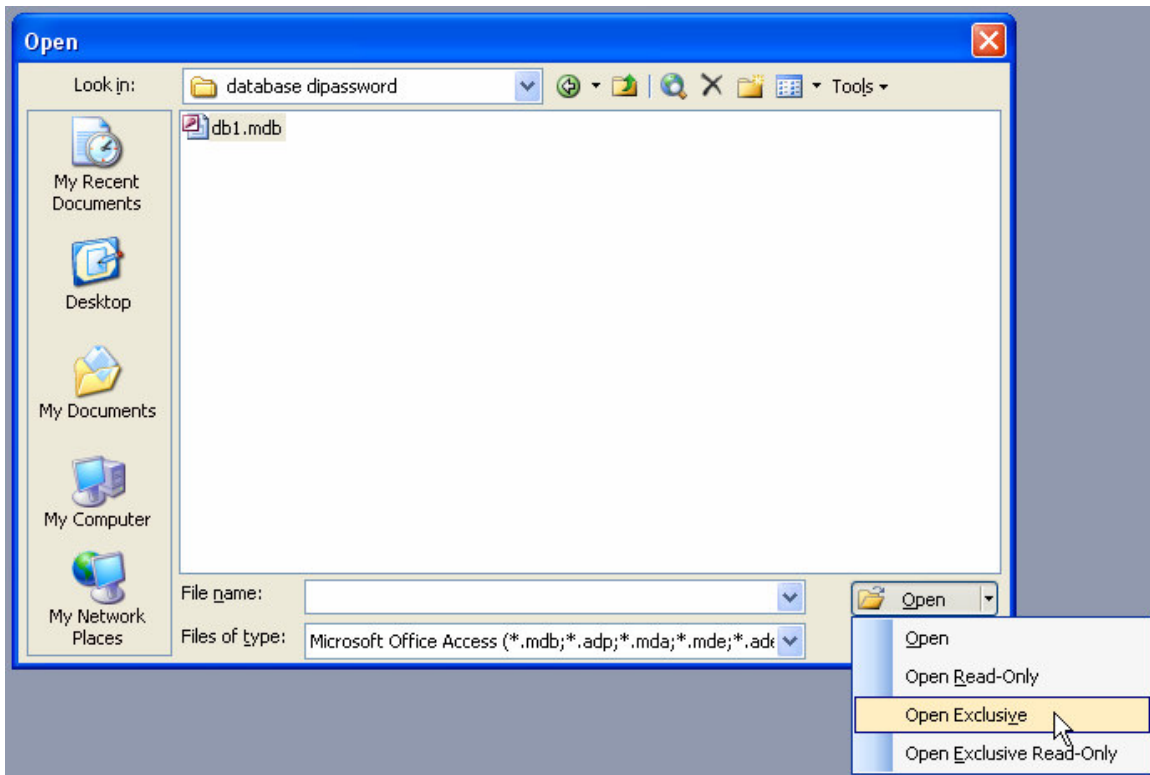 Open
Look in:
database dipassword
Tools
db1.mdb
My Recent
Documents
Desktop
My Documents
My Computer
My Network
Places
File name:
Open
Files of type:
Microsoft Office Access (*.mdb;*.adp;*.mda;*.mde;*.ade
Open
Open Read-Only
Open Exclusive
Open Exclusive Read-Only